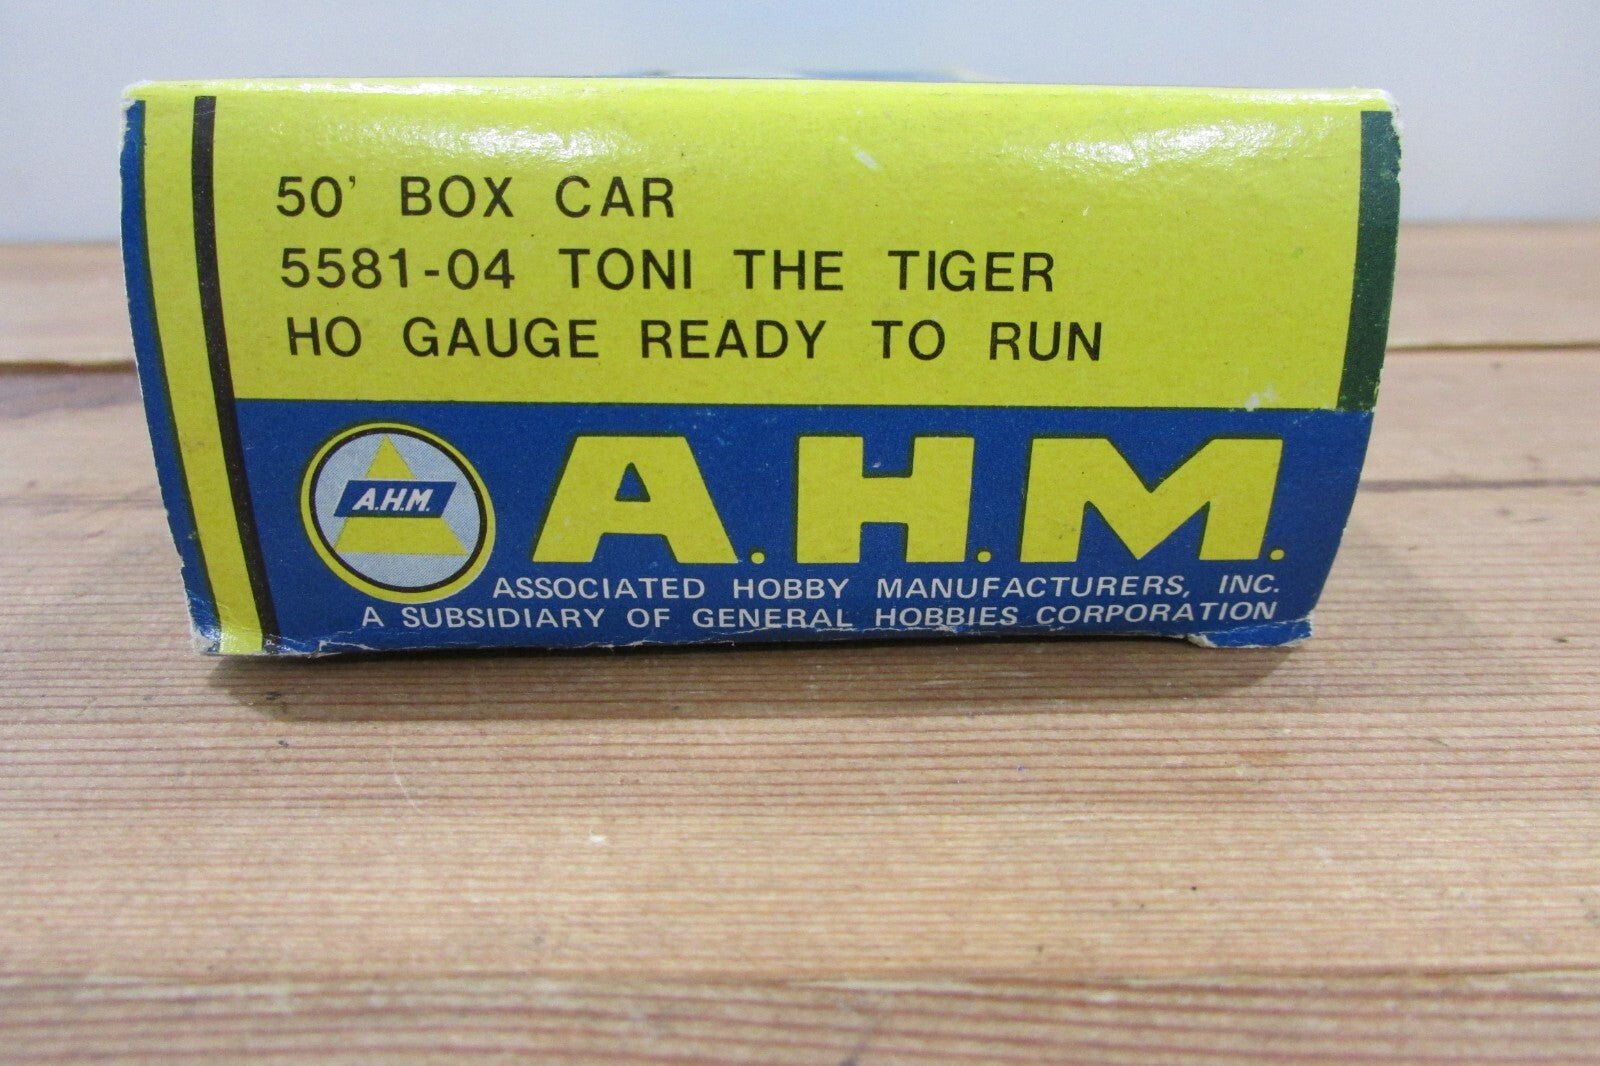 50' BOX CAR
5581-04 TONI THE TIGER
HO GAUGE READY TO RUN
A.H.M.
A.H.M.
ASSOCIATED HOBBY MANUFACTURERS, INC.
A SUBSIDIARY OF GENERAL HOBBIES CORPORATION